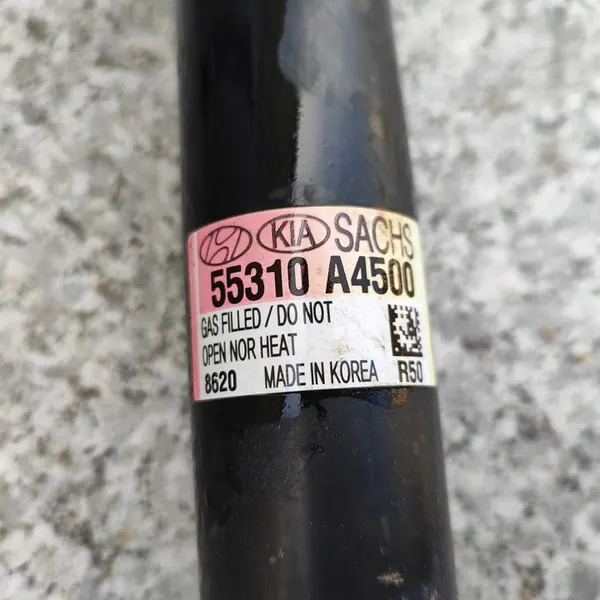 KIA SACHS
55310 A4500
GAS FILLED / DO NOT
OPEN NOR HEAT
8620 MADE IN KOREA R50